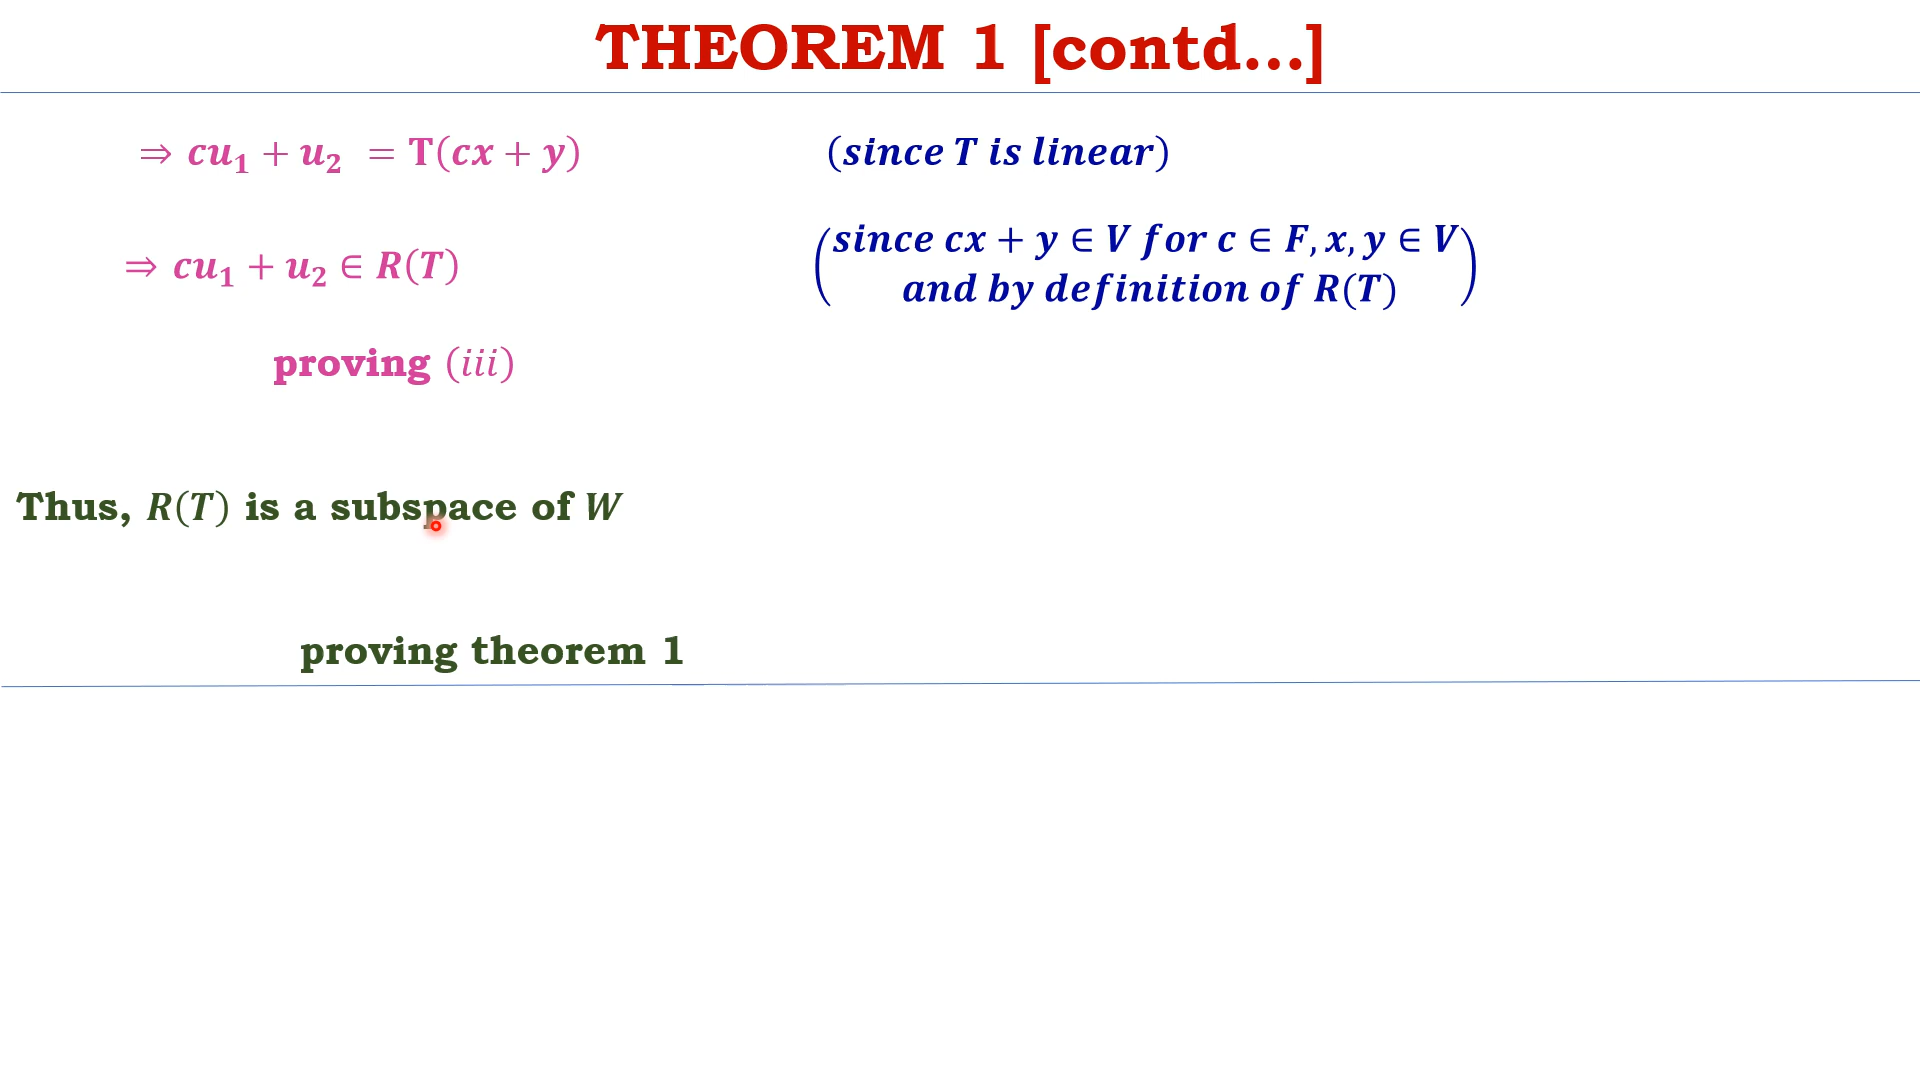 THEOREM 1 [contd...]
⇒ cu₁ + u₂ = T(cx + y) (since T is linear)
⇒ cu₁ + u₂ ∈ R(T) (since cx + y ∈ V for c ∈ F, x, y ∈ V
and by definition of R(T))
proving (iii)
Thus, R(T) is a subspace of W
proving theorem 1